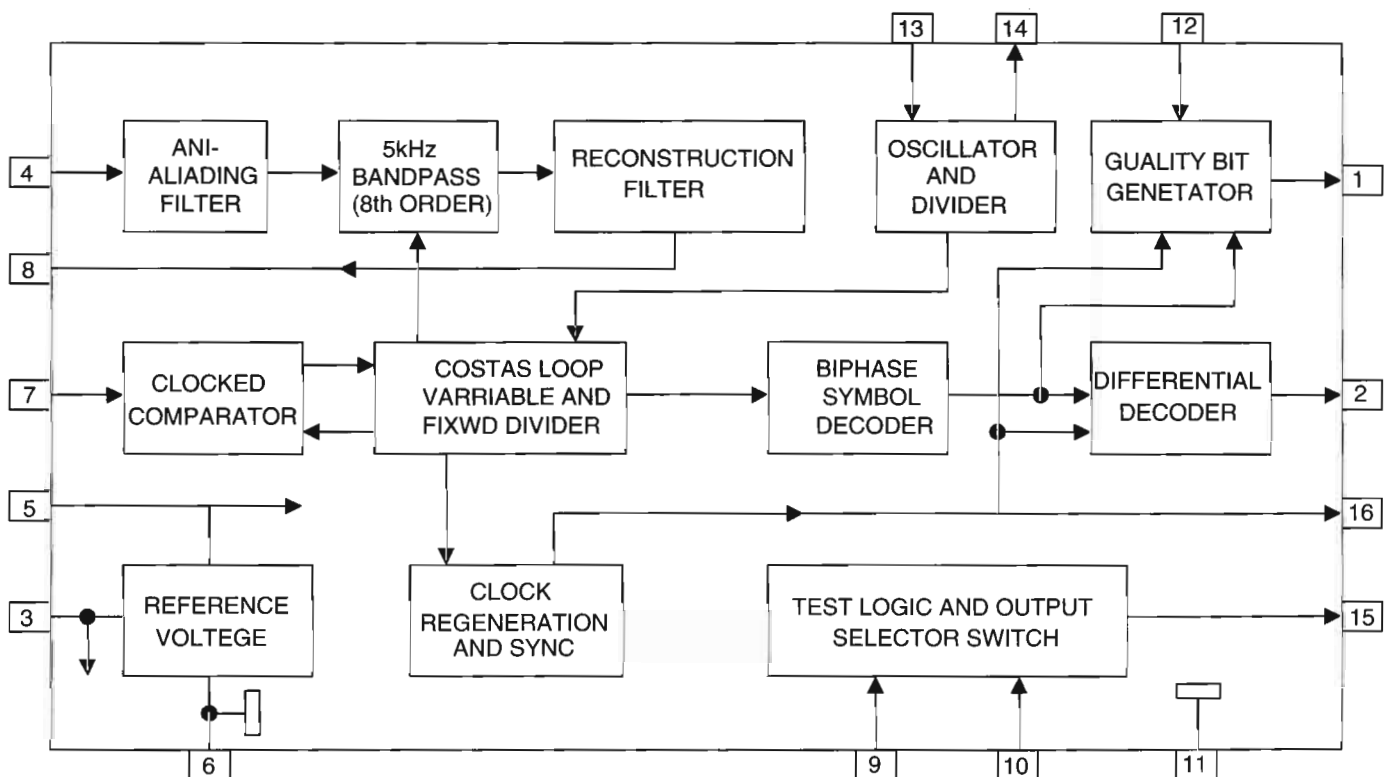 13
14
12
4
ANI-
ALIADING
FILTER
5kHz
BANDPASS
(8th ORDER)
RECONSTRUCTION
FILTER
OSCILLATOR
AND
DIVIDER
GUALITY BIT
GENETATOR
1
8
7
CLOCKED
COMPARATOR
COSTAS LOOP
VARRIABLE AND
FIXWD DIVIDER
BIPHASE
SYMBOL
DECODER
DIFFERENTIAL
DECODER
2
5
16
3
REFERENCE
VOLTEGE
CLOCK
REGENERATION
AND SYNC
TEST LOGIC AND OUTPUT
SELECTOR SWITCH
15
6
9
10
11